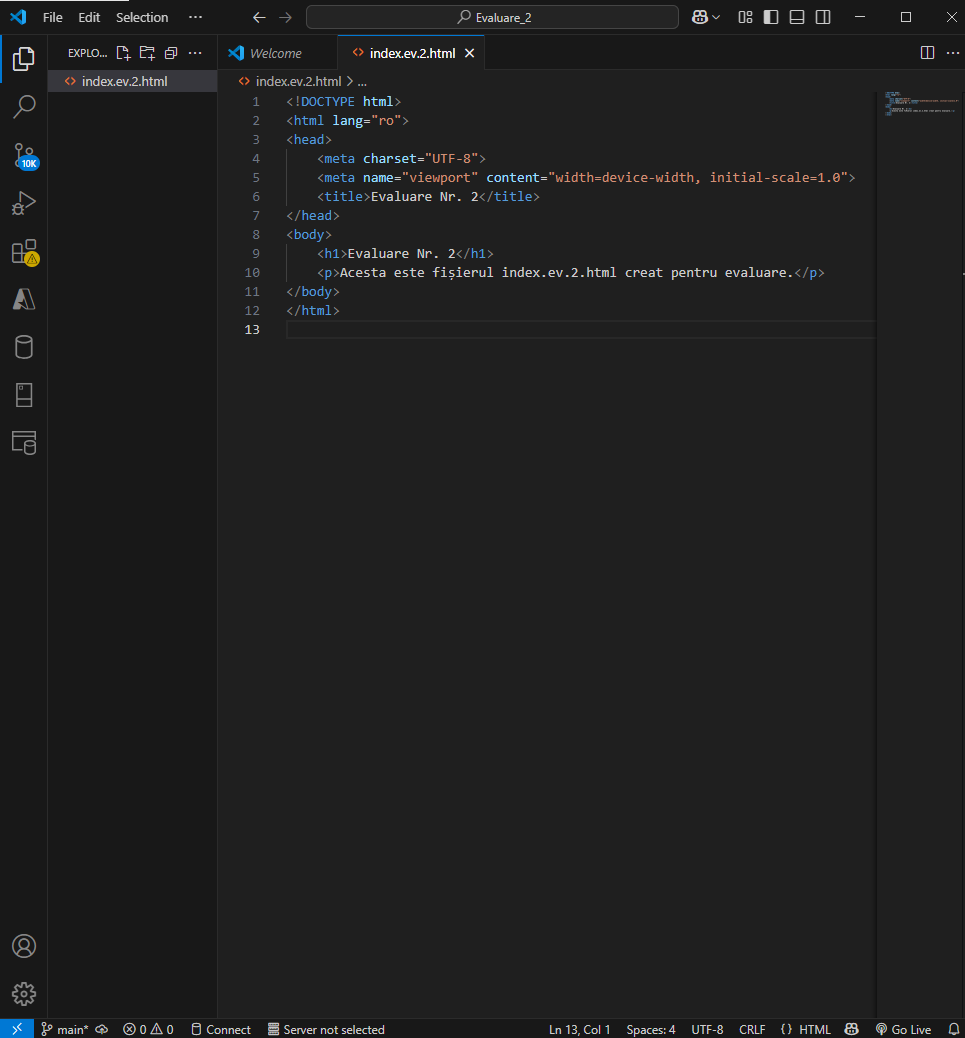 File Edit Selection ··· Evaluare_2
EXPLO... ···
index.ev.2.html
10K
Welcome index.ev.2.html ···
index.ev.2.html > ...
1 <!DOCTYPE html>
2 <html lang="ro">
3 <head>
4 <meta charset="UTF-8">
5 <meta name="viewport" content="width=device-width, initial-scale=1.0">
6 <title>Evaluare Nr. 2</title>
7 </head>
8 <body>
9 <h1>Evaluare Nr. 2</h1>
10 <p>Acesta este fișierul index.ev.2.html creat pentru evaluare.</p>
11 </body>
12 </html>
13
main* 0 0 Connect Server not selected Ln 13, Col 1 Spaces: 4 UTF-8 CRLF {} HTML Go Live